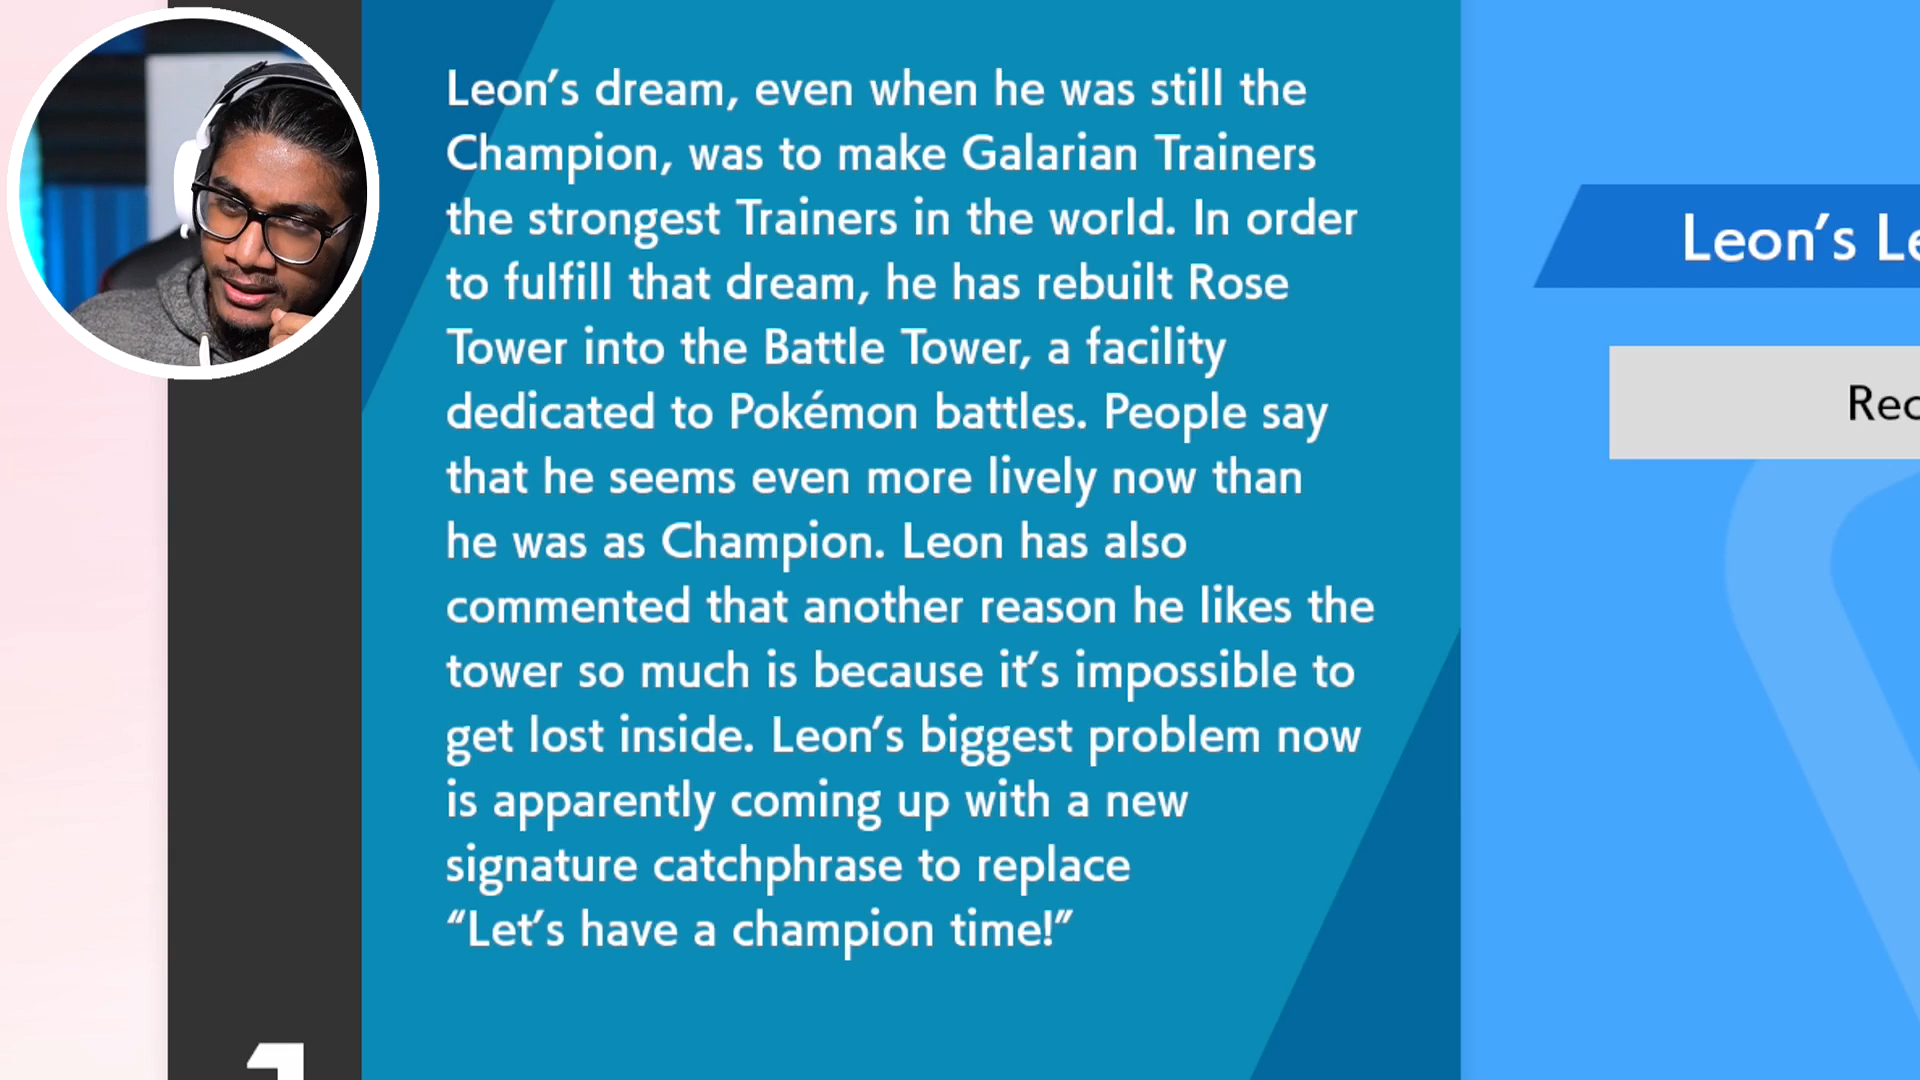 Leon’s dream, even when he was still the
Champion, was to make Galarian Trainers
the strongest Trainers in the world. In order
to fulfill that dream, he has rebuilt Rose
Tower into the Battle Tower, a facility
dedicated to Pokémon battles. People say
that he seems even more lively now than
he was as Champion. Leon has also
commented that another reason he likes the
tower so much is because it’s impossible to
get lost inside. Leon’s biggest problem now
is apparently coming up with a new
signature catchphrase to replace
“Let’s have a champion time!”
Leon’s